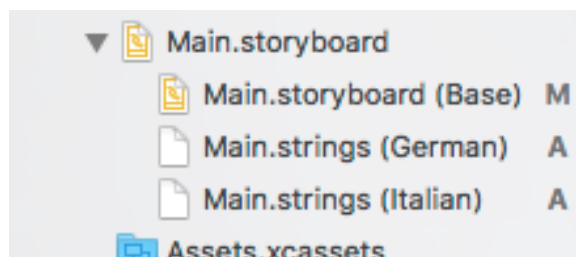 Main.storyboard
Main.storyboard (Base) M
Main.strings (German) A
Main.strings (Italian) A
Assets.xcassets